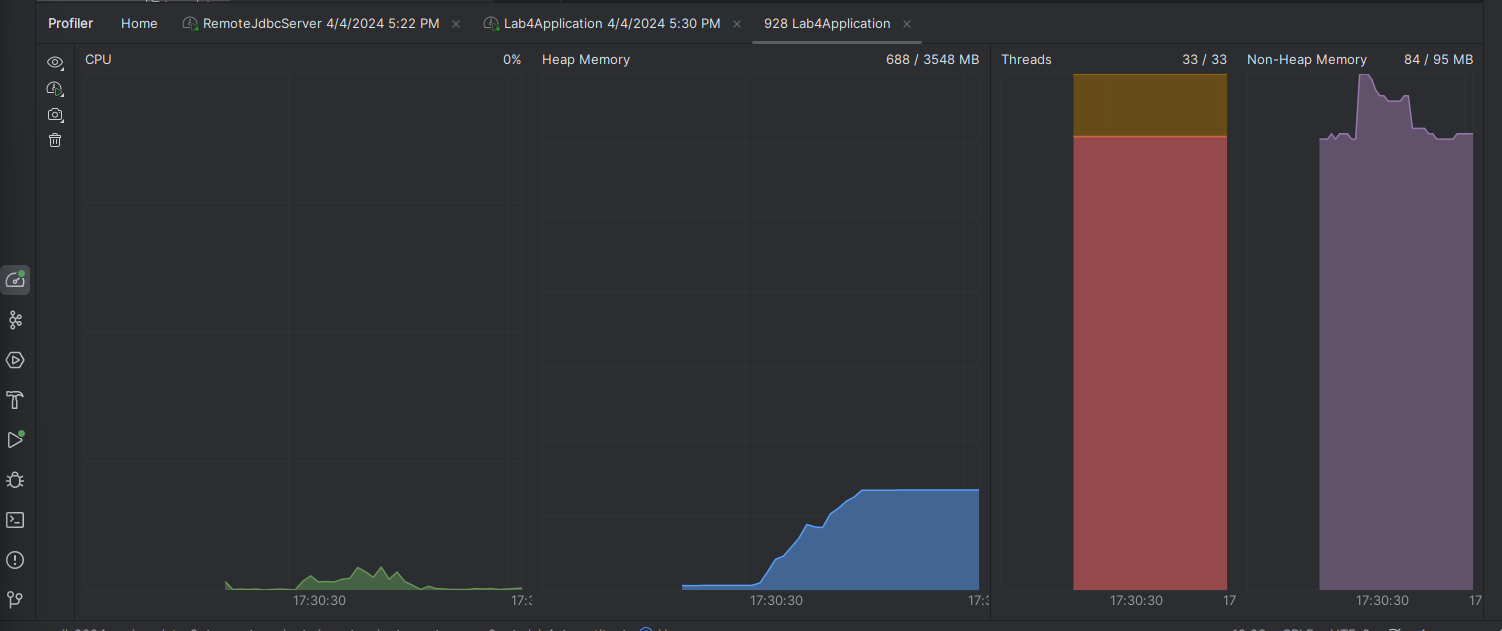 Profiler Home RemoteJdbcServer 4/4/2024 5:22 PM Lab4Application 4/4/2024 5:30 PM 928 Lab4Application
CPU 0% Heap Memory 688 / 3548 MB Threads 33 / 33 Non-Heap Memory 84 / 95 MB
17:30:30 17: 17:30:30 17: 17:30:30 17 17:30:30 17